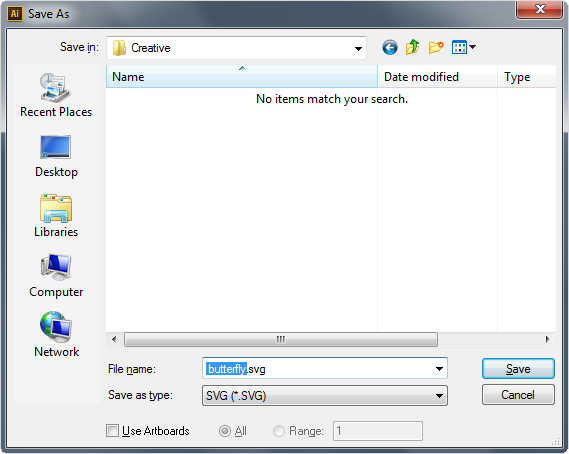 Ai Save As
Save in: Creative
Name Date modified Type
No items match your search.
Recent Places
Desktop
Libraries
Computer
Network
File name: butterfly.svg Save
Save as type: SVG (*.SVG) Cancel
Use Artboards All Range: 1